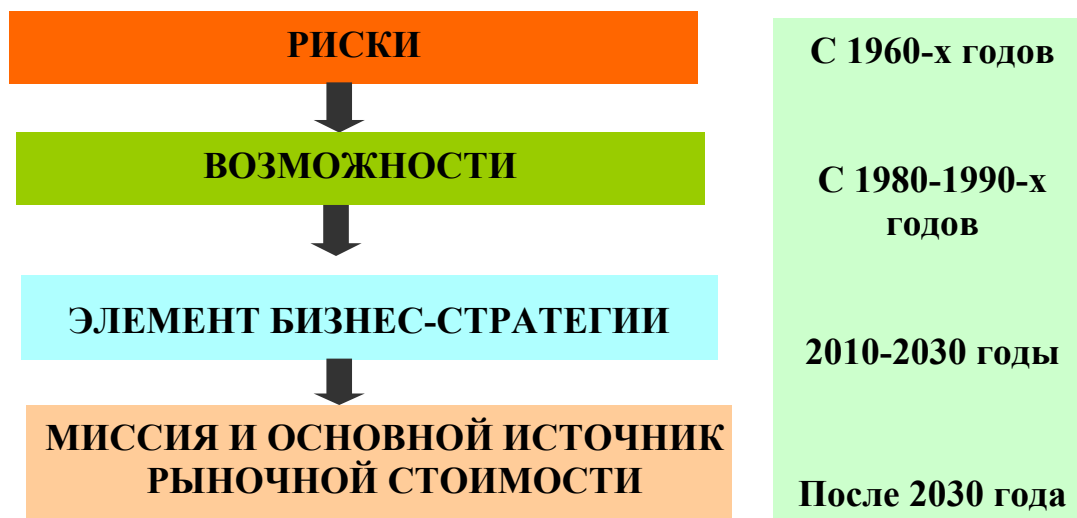 РИСКИ
С 1960-х годов
ВОЗМОЖНОСТИ
С 1980-1990-х
годов
ЭЛЕМЕНТ БИЗНЕС-СТРАТЕГИИ
2010-2030 годы
МИССИЯ И ОСНОВНОЙ ИСТОЧНИК
РЫНОЧНОЙ СТОИМОСТИ
После 2030 года